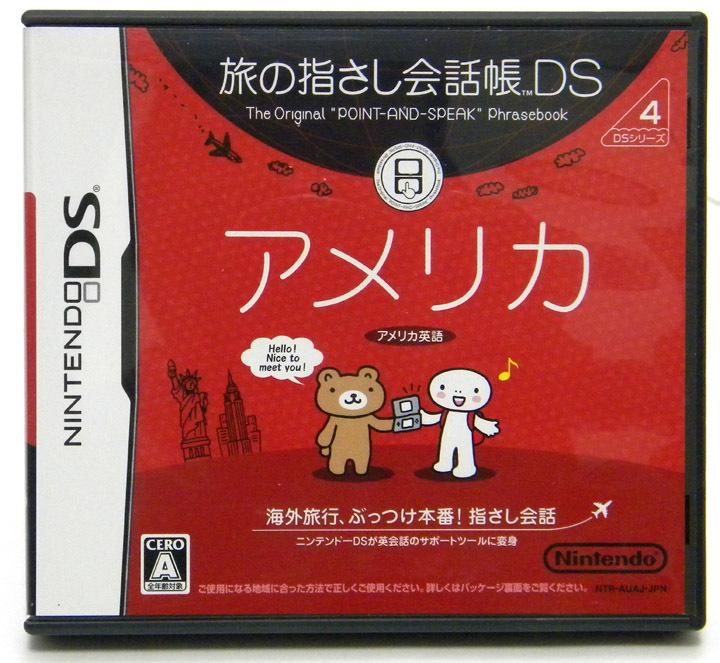 旅の指さし会話帳™DS
The Original "POINT-AND-SPEAK" Phrasebook
4
DSシリーズ
NINTENDO DS®
アメリカ
アメリカ英語
Hello!
Nice to
meet you!
海外旅行、ぶっつけ本番!指さし会話
ニンテンドーDSが英会話のサポートツールに変身
CERO
A
全年齢対象
Nintendo
ご使用になる地域に合った方法で正しくご使用ください。詳しくはパッケージ裏面をご覧ください。
NTR-AUAJ-JPN